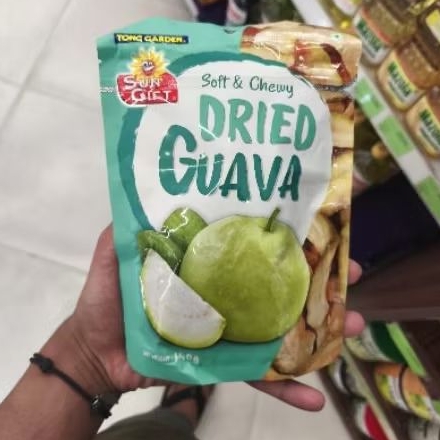 TONG GARDEN.
SUN
GIFT
Soft & Chewy
DRIED
GUAVA